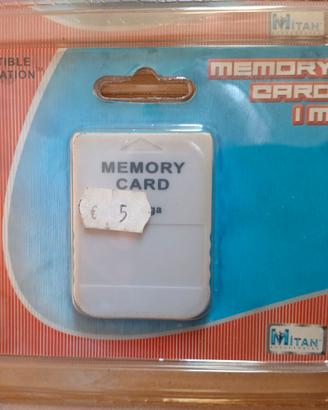 MITAN
TIBLE
ATION
MEMORY
CARD
1 M
MEMORY
CARD
€ 5
ga
MITAN